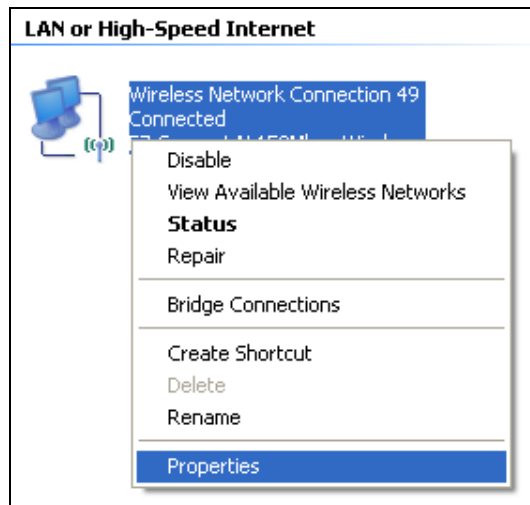 LAN or High-Speed Internet
Wireless Network Connection 49
Connected
Disable
View Available Wireless Networks
Status
Repair
Bridge Connections
Create Shortcut
Delete
Rename
Properties